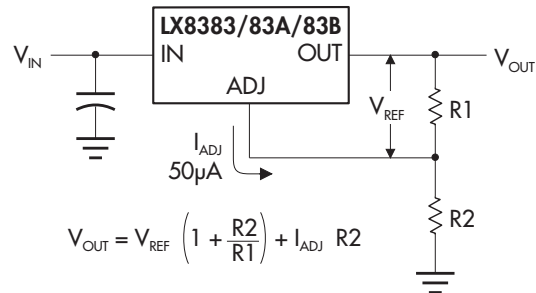 LX8383/83A/83B
V_IN
IN
OUT
V_OUT
ADJ
V_REF
R1
I_ADJ
50µA
R2
V_OUT = V_REF (1 + R2/R1) + I_ADJ R2